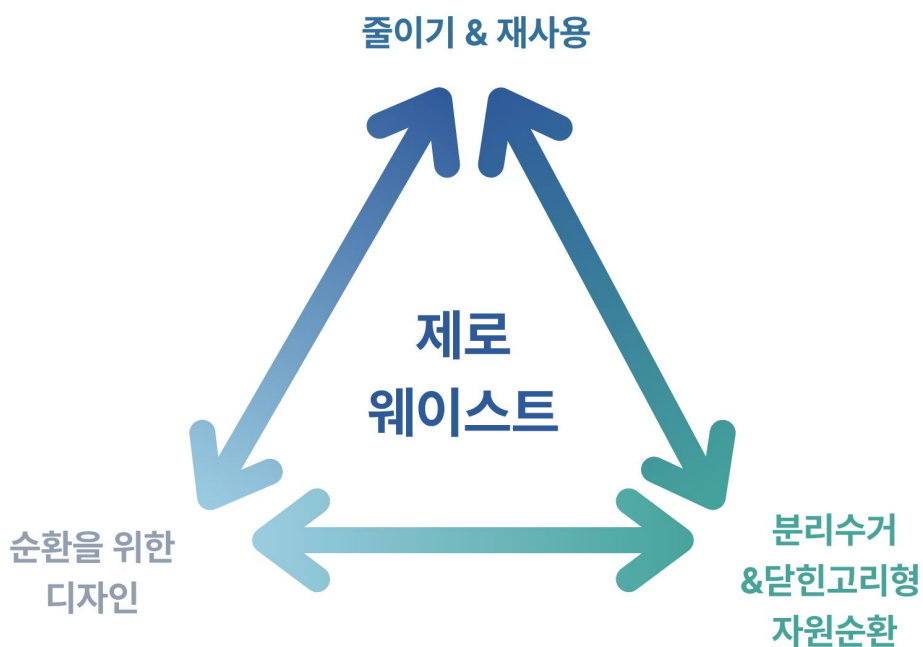 줄이기 & 재사용
제로
웨이스트
순환을 위한
디자인
분리수거
&닫힌고리형
자원순환